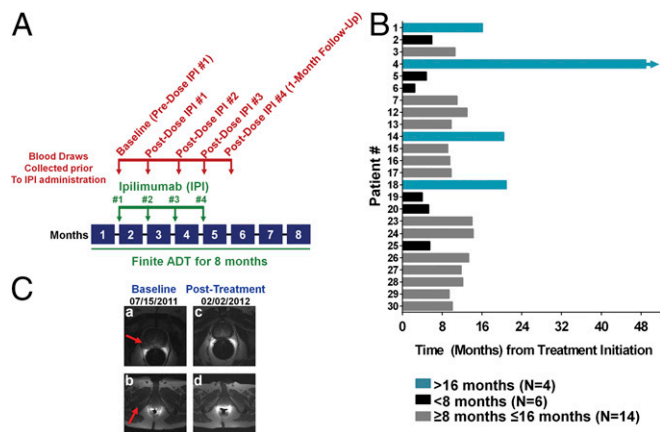 A
Baseline (Pre-Dose IPI #1)
Post-Dose IPI #1
Post-Dose IPI #2
Post-Dose IPI #3
Post-Dose IPI #4 (1-Month Follow-Up)
Blood Draws
Collected prior
To IPI administration
Ipilimumab (IPI)
#1 #2 #3 #4
Months 1 2 3 4 5 6 7 8
Finite ADT for 8 months
B
Patient #
1
2
3
4
5
6
7
12
13
14
15
16
17
18
19
20
23
24
25
26
27
28
29
30
0 8 16 24 32 40 48
Time (Months) from Treatment Initiation
>16 months (N=4)
<8 months (N=6)
≥8 months ≤16 months (N=14)
C
Baseline Post-Treatment
07/15/2011 02/02/2012
a c
b d